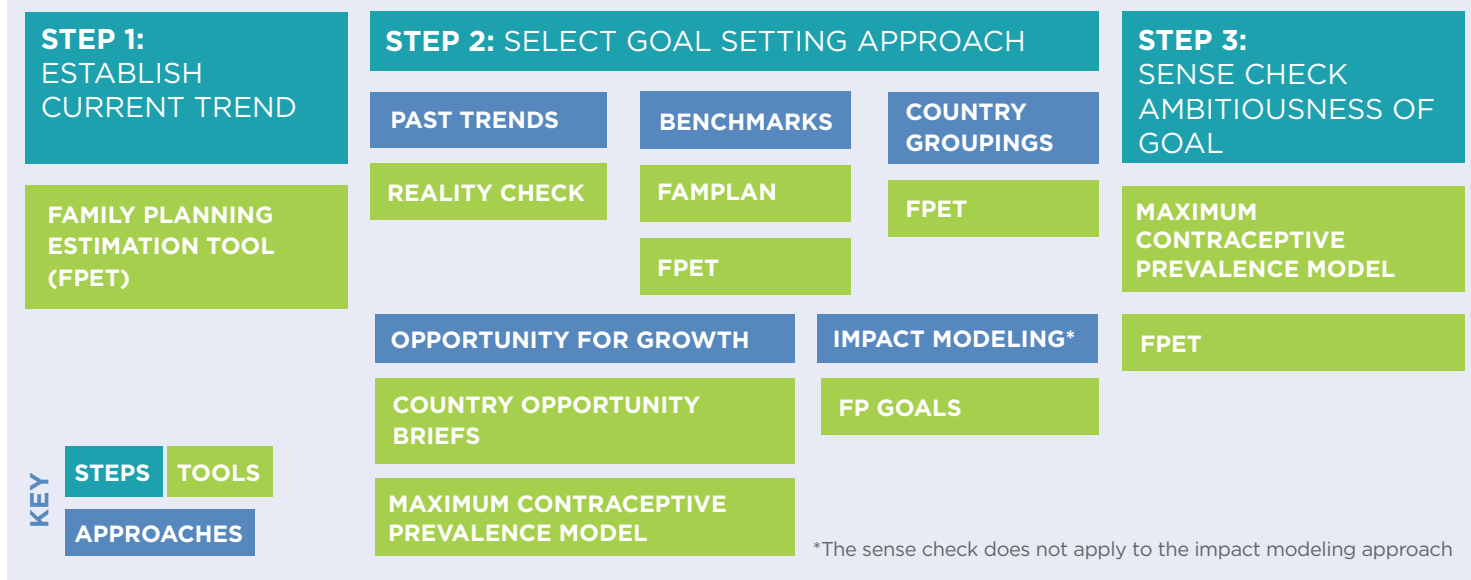 STEP 1:
ESTABLISH
CURRENT TREND
FAMILY PLANNING
ESTIMATION TOOL
(FPET)
STEP 2: SELECT GOAL SETTING APPROACH
PAST TRENDS
REALITY CHECK
BENCHMARKS
FAMPLAN
FPET
COUNTRY
GROUPINGS
FPET
OPPORTUNITY FOR GROWTH
COUNTRY OPPORTUNITY
BRIEFS
MAXIMUM CONTRACEPTIVE
PREVALENCE MODEL
IMPACT MODELING*
FP GOALS
STEP 3:
SENSE CHECK
AMBITIOUSNESS OF
GOAL
MAXIMUM
CONTRACEPTIVE
PREVALENCE MODEL
FPET
KEY
STEPS
TOOLS
APPROACHES
*The sense check does not apply to the impact modeling approach